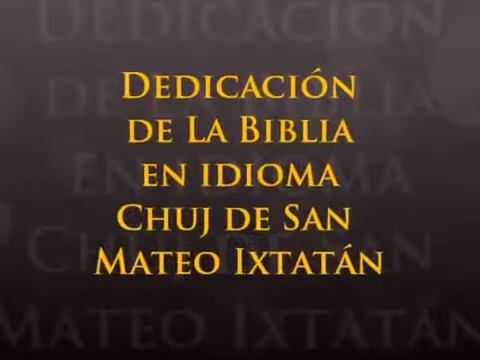 Dedicación
de La Biblia
en idioma
Chuj de San
Mateo Ixtatán